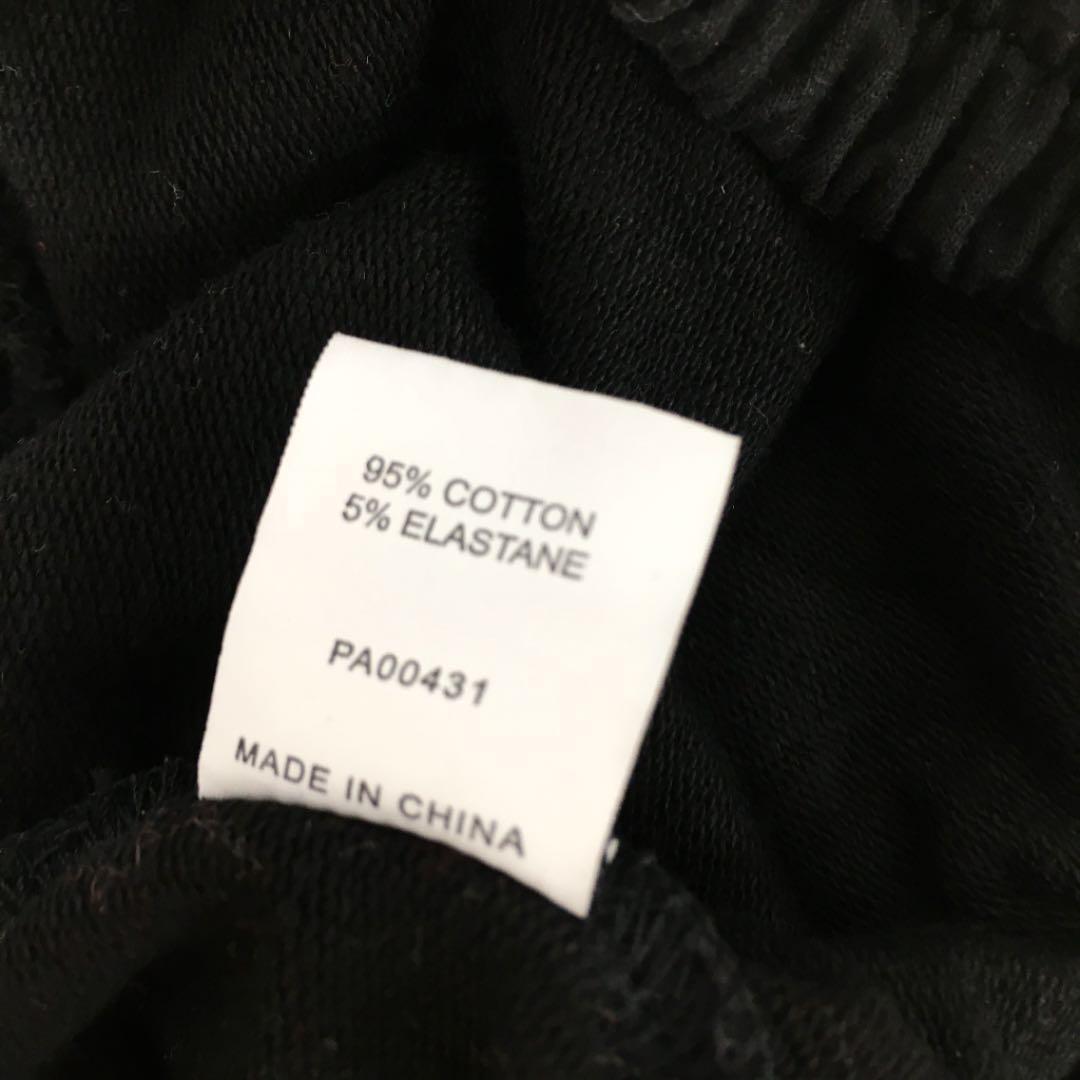 95% COTTON
5% ELASTANE
PA00431
MADE IN CHINA